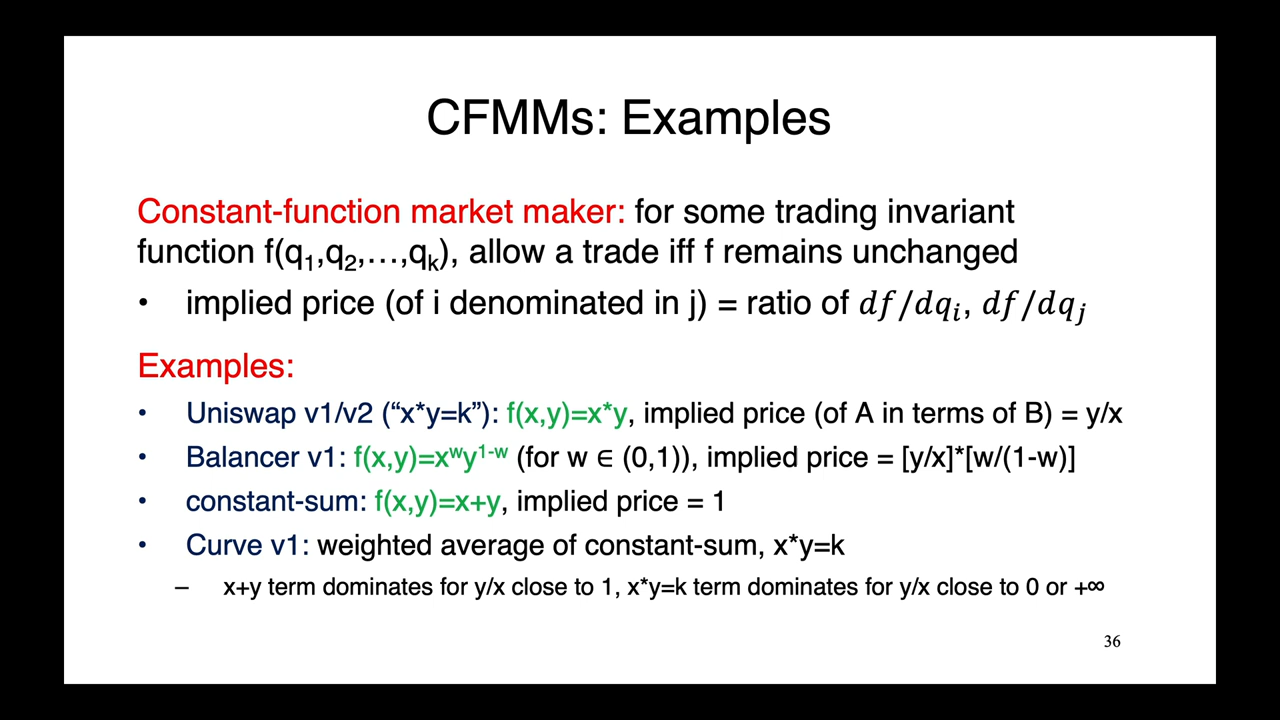 CFMMs: Examples
Constant-function market maker: for some trading invariant
function f(q₁,q₂,…,qₖ), allow a trade iff f remains unchanged
• implied price (of i denominated in j) = ratio of 𝑑𝑓/𝑑𝑞ᵢ, 𝑑𝑓/𝑑𝑞ⱼ
Examples:
• Uniswap v1/v2 (“x*y=k”): f(x,y)=x*y, implied price (of A in terms of B) = y/x
• Balancer v1: f(x,y)=xʷy¹⁻ʷ (for w ∈ (0,1)), implied price = [y/x]*[w/(1-w)]
• constant-sum: f(x,y)=x+y, implied price = 1
• Curve v1: weighted average of constant-sum, x*y=k
– x+y term dominates for y/x close to 1, x*y=k term dominates for y/x close to 0 or +∞
36